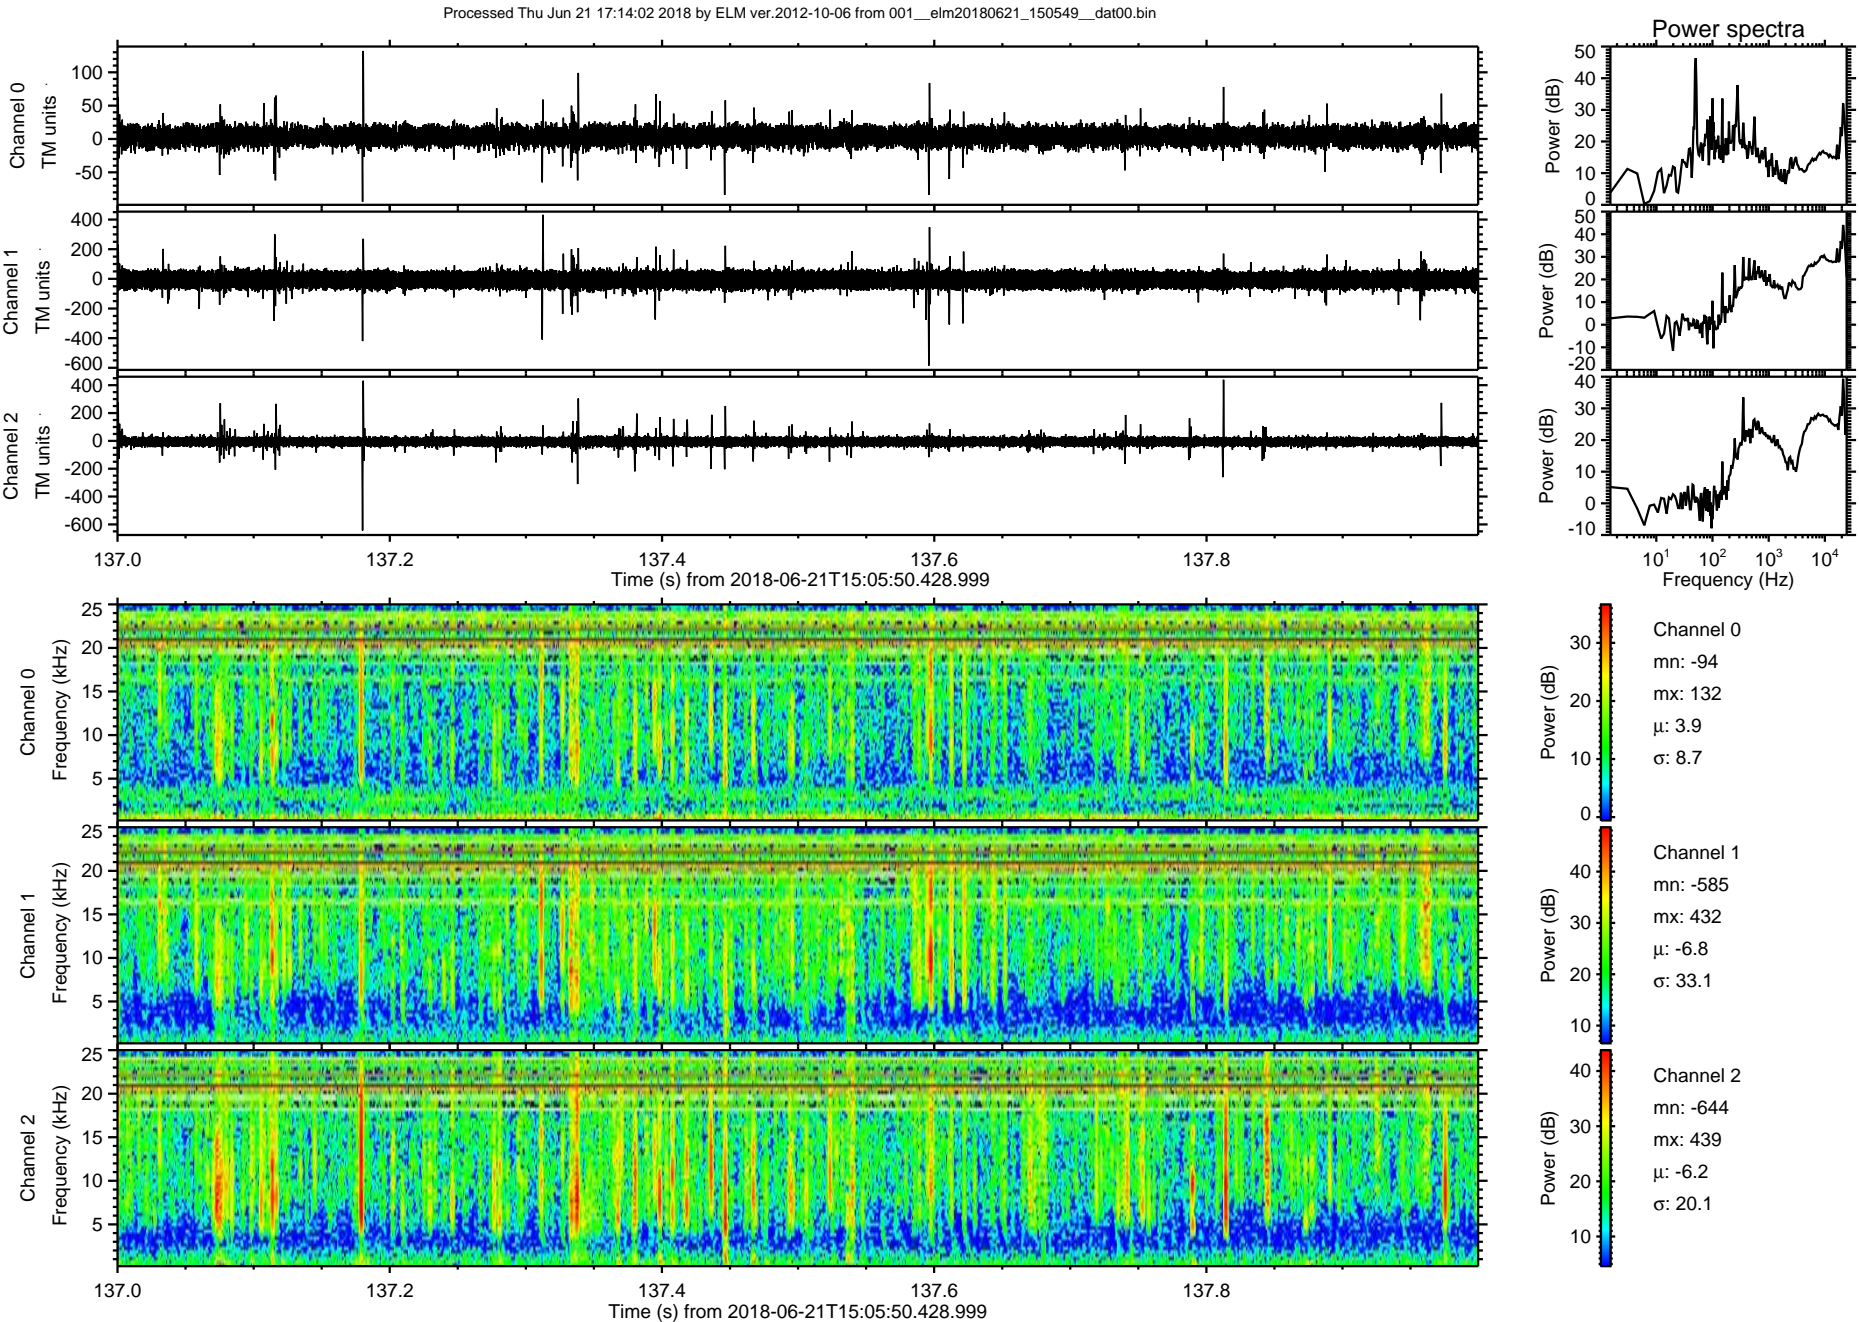 Processed Thu Jun 21 17:14:02 2018 by ELM ver.2012-10-06 from 001__elm20180621_150549__dat00.bin
Power spectra
Channel 0
TM units
100
50
0
-50
Power (dB)
50
40
30
20
10
0
Channel 1
TM units
400
200
0
-200
-400
-600
Power (dB)
50
40
30
20
10
0
-10
-20
Channel 2
TM units
400
200
0
-200
-400
-600
Power (dB)
40
30
20
10
0
-10
137.0 137.2 137.4 137.6 137.8
Time (s) from 2018-06-21T15:05:50.428.999
10¹ 10² 10³ 10⁴
Frequency (Hz)
Channel 0
Frequency (kHz)
25
20
15
10
5
Power (dB)
30
20
10
0
Channel 0
mn: -94
mx: 132
μ: 3.9
σ: 8.7
Channel 1
Frequency (kHz)
25
20
15
10
5
Power (dB)
40
30
20
10
Channel 1
mn: -585
mx: 432
μ: -6.8
σ: 33.1
Channel 2
Frequency (kHz)
25
20
15
10
5
Power (dB)
40
30
20
10
Channel 2
mn: -644
mx: 439
μ: -6.2
σ: 20.1
137.0 137.2 137.4 137.6 137.8
Time (s) from 2018-06-21T15:05:50.428.999